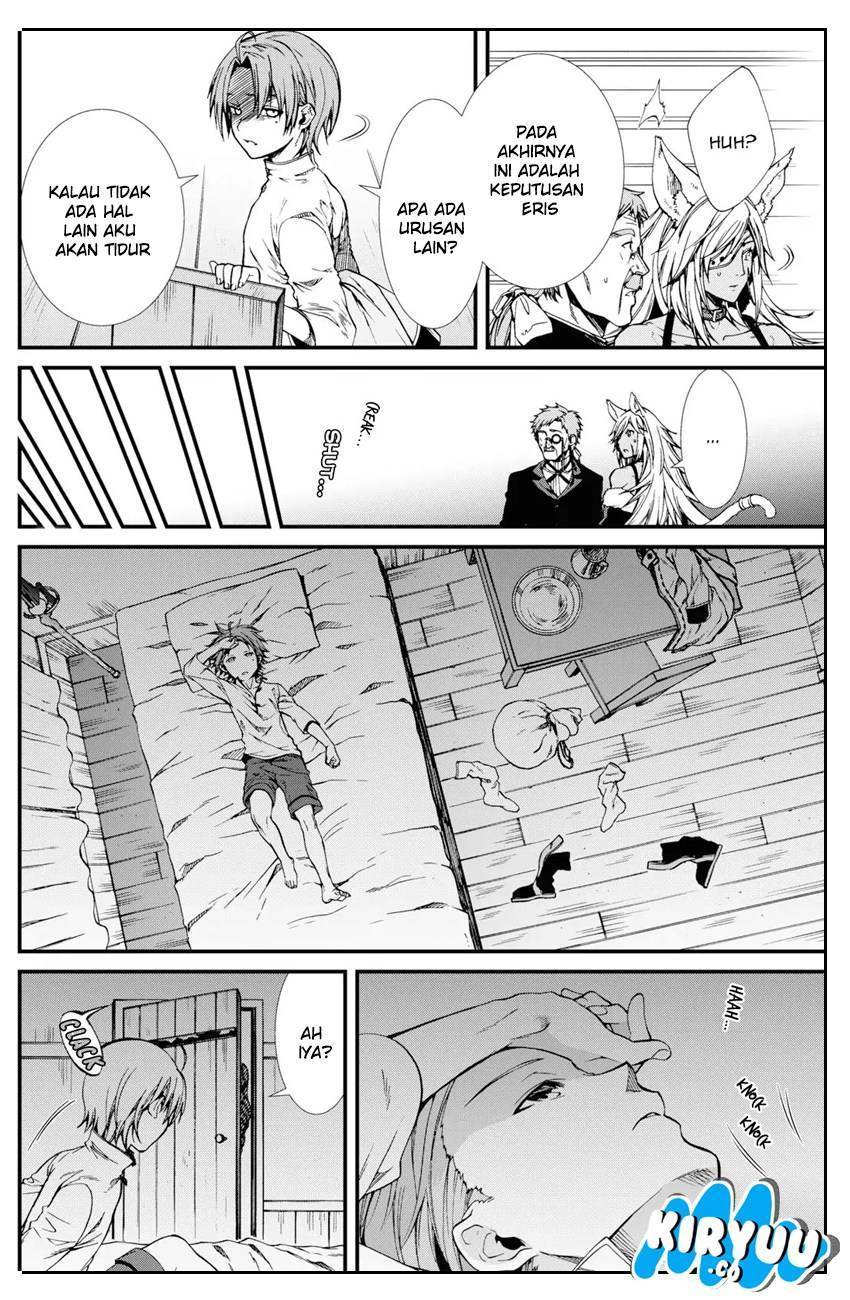 HUH?
PADA
AKHIRNYA
INI ADALAH
KEPUTUSAN
ERIS
APA ADA
URUSAN
LAIN?
KALAU TIDAK
ADA HAL
LAIN AKU
AKAN TIDUR
...
CREAK...
SHUT...
HAAH...
KNOCK
KNOCK
AH
IYA?
CLACK
KIRYUU
.CO